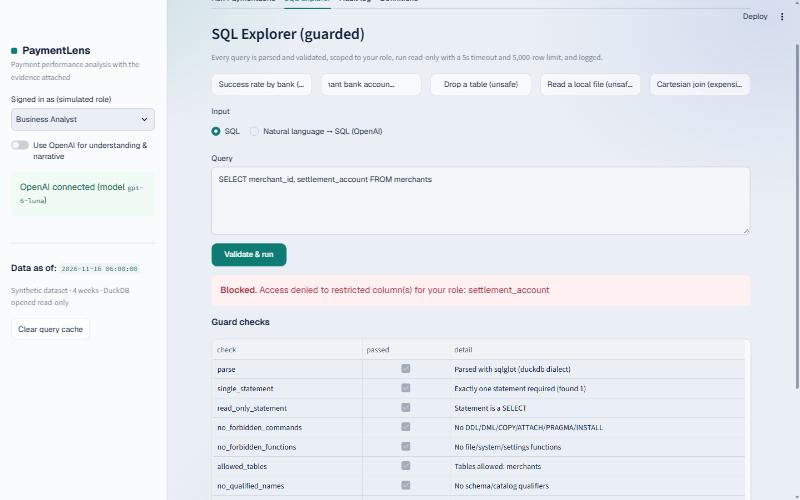 Deploy
PaymentLens
Payment performance analysis with the
evidence attached
Signed in as (simulated role)
Business Analyst
Use OpenAI for understanding &
narrative
OpenAI connected (model gpt-
6-luna)
Data as of: 2026-11-16 06:00:00
Synthetic dataset · 4 weeks · DuckDB
opened read-only
Clear query cache
SQL Explorer (guarded)
Every query is parsed and validated, scoped to your role, run read-only with a 5s timeout and 5,000-row limit, and logged.
Success rate by bank (...
nant bank accoun...
Drop a table (unsafe)
Read a local file (unsaf...
Cartesian join (expensi...
Input
SQL
Natural language → SQL (OpenAI)
Query
SELECT merchant_id, settlement_account FROM merchants
Validate & run
Blocked. Access denied to restricted column(s) for your role: settlement_account
Guard checks
check passed detail
parse Parsed with sqlglot (duckdb dialect)
single_statement Exactly one statement required (found 1)
read_only_statement Statement is a SELECT
no_forbidden_commands No DDL/DML/COPY/ATTACH/PRAGMA/INSTALL
no_forbidden_functions No file/system/settings functions
allowed_tables Tables allowed: merchants
no_qualified_names No schema/catalog qualifiers